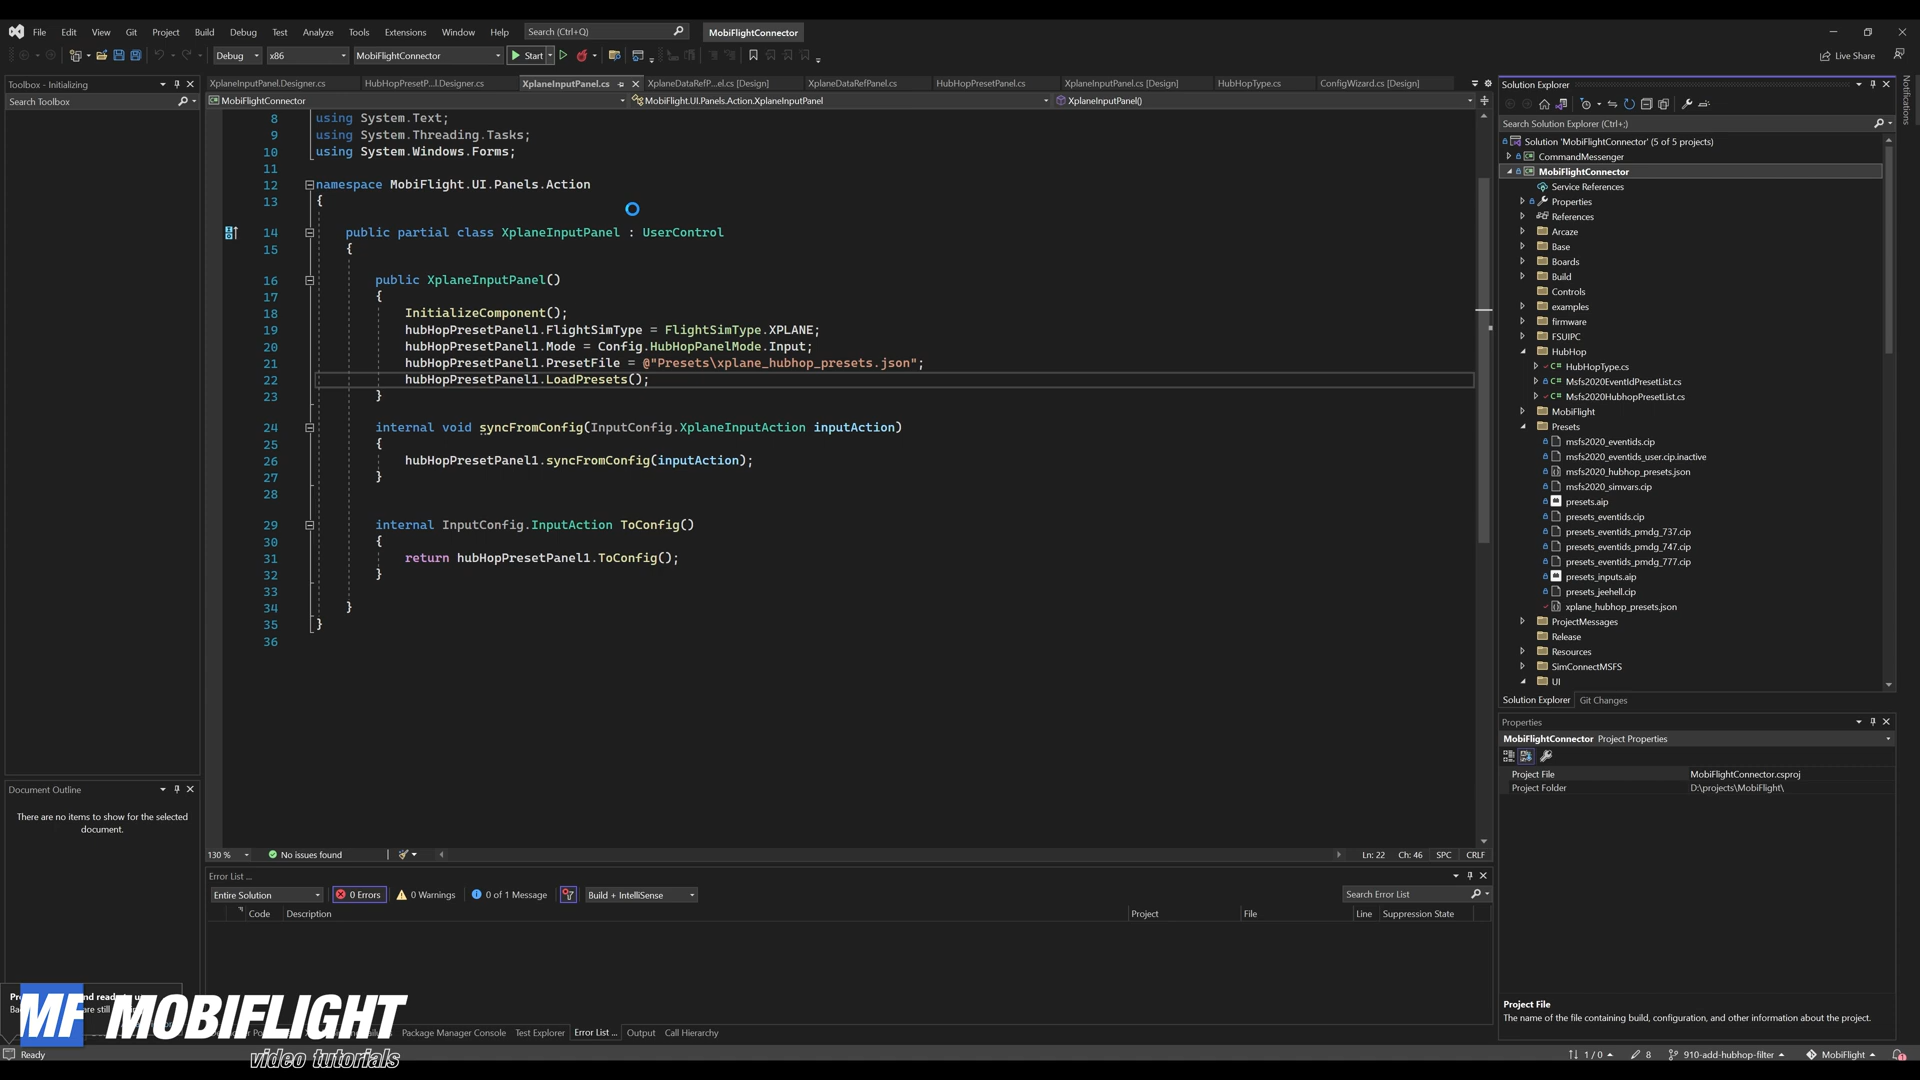 File Edit View Git Project Build Debug Test Analyze Tools Extensions Window Help Search (Ctrl+Q) MobiFlightConnector
Debug x86 MobiFlightConnector Start Live Share
Toolbox - Initializing
Search Toolbox
XplaneInputPanel.Designer.cs HubHopPresetP...l.Designer.cs XplaneInputPanel.cs XplaneDataRefP...el.cs [Design] XplaneDataRefPanel.cs HubHopPresetPanel.cs XplaneInputPanel.cs [Design] HubHopType.cs ConfigWizard.cs [Design]
MobiFlightConnector MobiFlight.UI.Panels.Action.XplaneInputPanel XplaneInputPanel()
8 using System.Text;
9 using System.Threading.Tasks;
10 using System.Windows.Forms;
11
12 namespace MobiFlight.UI.Panels.Action
13 {
14 public partial class XplaneInputPanel : UserControl
15 {
16 public XplaneInputPanel()
17 {
18 InitializeComponent();
19 hubHopPresetPanel1.FlightSimType = FlightSimType.XPLANE;
20 hubHopPresetPanel1.Mode = Config.HubHopPanelMode.Input;
21 hubHopPresetPanel1.PresetFile = @"Presets\xplane_hubhop_presets.json";
22 hubHopPresetPanel1.LoadPresets();
23 }
24 internal void syncFromConfig(InputConfig.XplaneInputAction inputAction)
25 {
26 hubHopPresetPanel1.syncFromConfig(inputAction);
27 }
28
29 internal InputConfig.InputAction ToConfig()
30 {
31 return hubHopPresetPanel1.ToConfig();
32 }
33
34 }
35 }
36
130 % No issues found Ln: 22 Ch: 46 SPC CRLF
Document Outline
There are no items to show for the selected
document.
Error List ...
Entire Solution 0 Errors 0 Warnings 0 of 1 Message Build + IntelliSense Search Error List
Code Description Project File Line Suppression State
Package Manager Console Test Explorer Error List ... Output Call Hierarchy
Solution Explorer
Search Solution Explorer (Ctrl+;)
Solution 'MobiFlightConnector' (5 of 5 projects)
CommandMessenger
MobiFlightConnector
Service References
Properties
References
Arcaze
Base
Boards
Build
Controls
examples
firmware
FSUIPC
HubHop
HubHopType.cs
Msfs2020EventIdPresetList.cs
Msfs2020HubhopPresetList.cs
MobiFlight
Presets
msfs2020_eventids.cip
msfs2020_eventids_user.cip.inactive
msfs2020_hubhop_presets.json
msfs2020_simvars.cip
presets.aip
presets_eventids.cip
presets_eventids_pmdg_737.cip
presets_eventids_pmdg_747.cip
presets_eventids_pmdg_777.cip
presets_inputs.aip
presets_jeehell.cip
xplane_hubhop_presets.json
ProjectMessages
Release
Resources
SimConnectMSFS
UI
Solution Explorer Git Changes
Notifications
Properties
MobiFlightConnector Project Properties
Project File MobiFlightConnector.csproj
Project Folder D:\projects\MobiFlight\
Project File
The name of the file containing build, configuration, and other information about the project.
MF MOBIFLIGHT
video tutorials
Ready 1 / 0 8 910-add-hubhop-filter MobiFlight